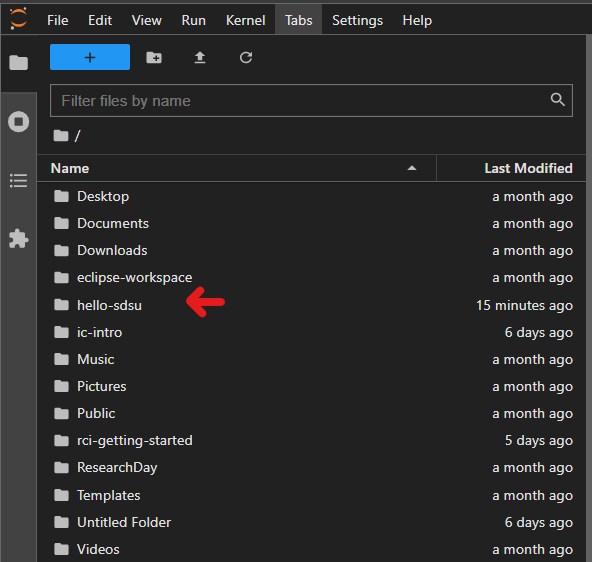 File Edit View Run Kernel Tabs Settings Help
Filter files by name
/
Name Last Modified
Desktop a month ago
Documents a month ago
Downloads a month ago
eclipse-workspace a month ago
hello-sdsu 15 minutes ago
ic-intro 6 days ago
Music a month ago
Pictures a month ago
Public a month ago
rci-getting-started 5 days ago
ResearchDay a month ago
Templates a month ago
Untitled Folder 6 days ago
Videos a month ago